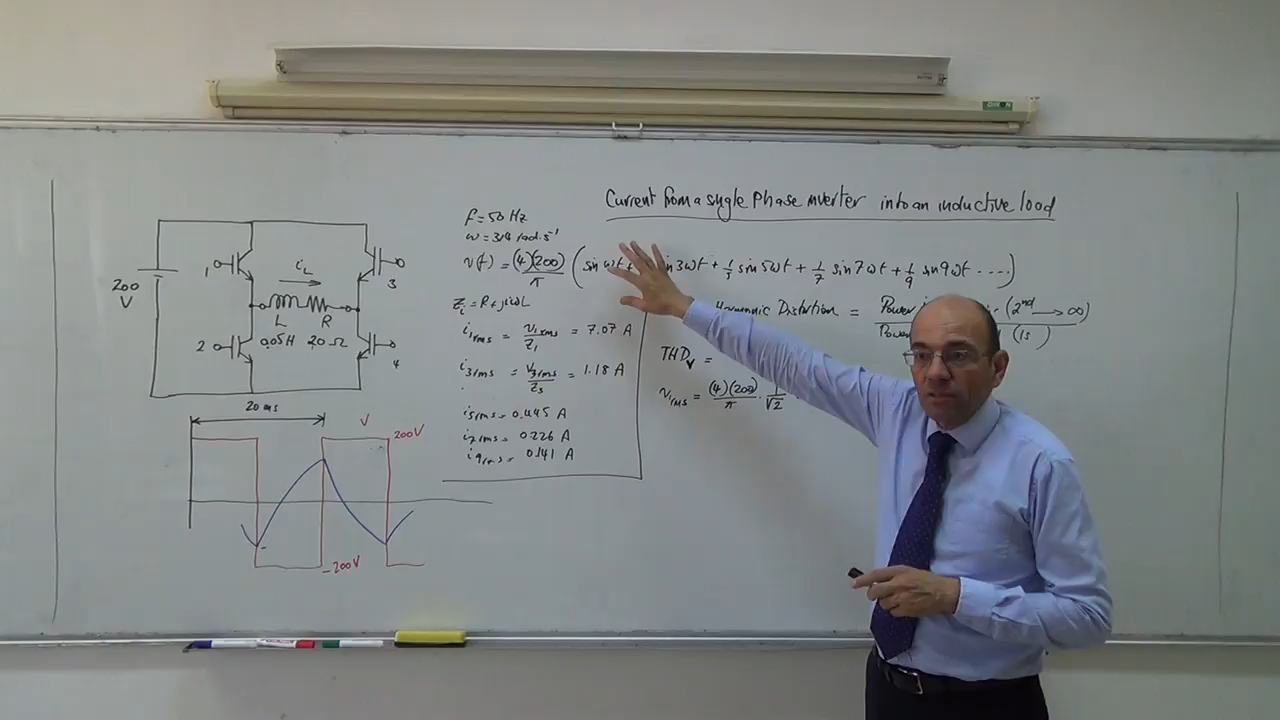 Current from a single Phase inverter into an inductive load
f = 50 Hz
ω = 314 rad.s⁻¹
v(t) = (4)(200)/π ( sin ωt + sin 3ωt + 1/5 sin 5ωt + 1/7 sin 7ωt + 1/9 sin 9ωt ....)
Zᵢ = R + jiωL
i1rms = v1rms/Z1 = 7.07 A
i3rms = v3rms/Z3 = 1.18 A
i5rms = 0.445 A
i7rms = 0.226 A
i9rms = 0.141 A
Harmonic Distortion = Power (2nd → ∞) / Power (1s)
THDv =
v1rms = (4)(200)/π · 1/√2
200 V
1
iL
3
L R
2
0.05H 20 Ω
4
20 ms
V
200V
-200V